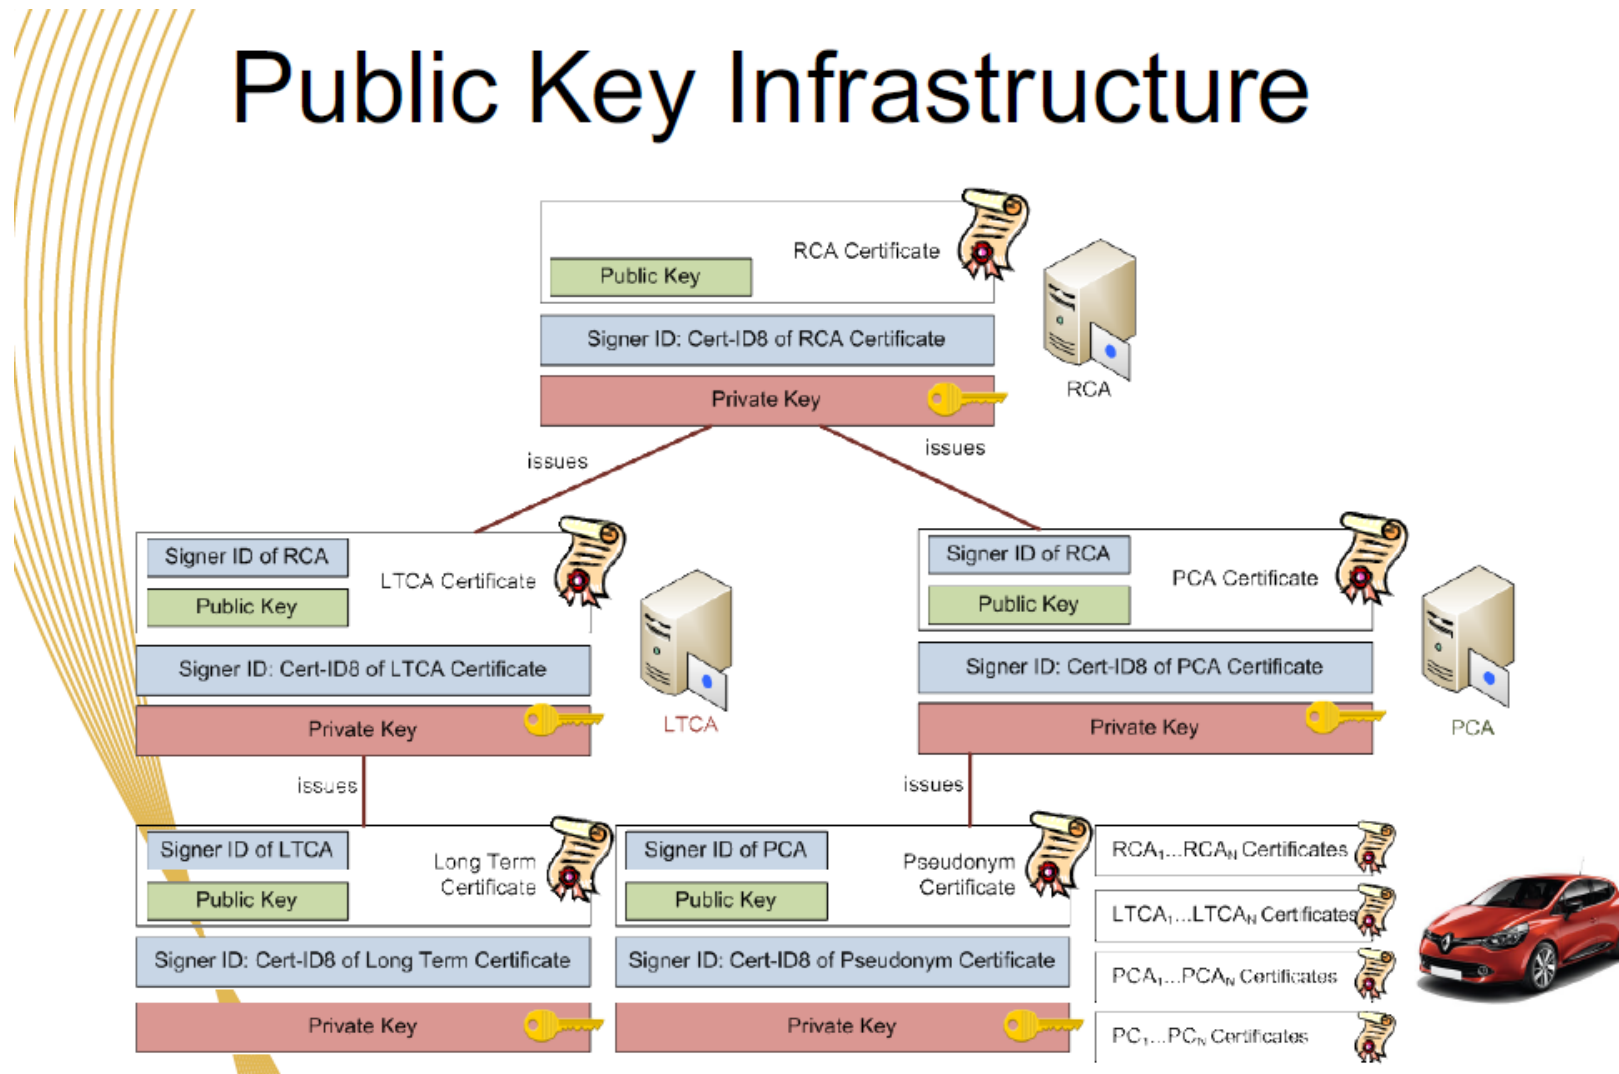 Public Key Infrastructure
RCA Certificate
Public Key
Signer ID: Cert-ID8 of RCA Certificate
Private Key
RCA
issues
issues
Signer ID of RCA
LTCA Certificate
Public Key
Signer ID: Cert-ID8 of LTCA Certificate
Private Key
LTCA
Signer ID of RCA
PCA Certificate
Public Key
Signer ID: Cert-ID8 of PCA Certificate
Private Key
PCA
issues
issues
Signer ID of LTCA
Long Term
Certificate
Public Key
Signer ID: Cert-ID8 of Long Term Certificate
Private Key
Signer ID of PCA
Pseudonym
Certificate
Public Key
Signer ID: Cert-ID8 of Pseudonym Certificate
Private Key
RCA₁...RCA_N Certificates
LTCA₁...LTCA_N Certificates
PCA₁...PCA_N Certificates
PC₁...PC_N Certificates